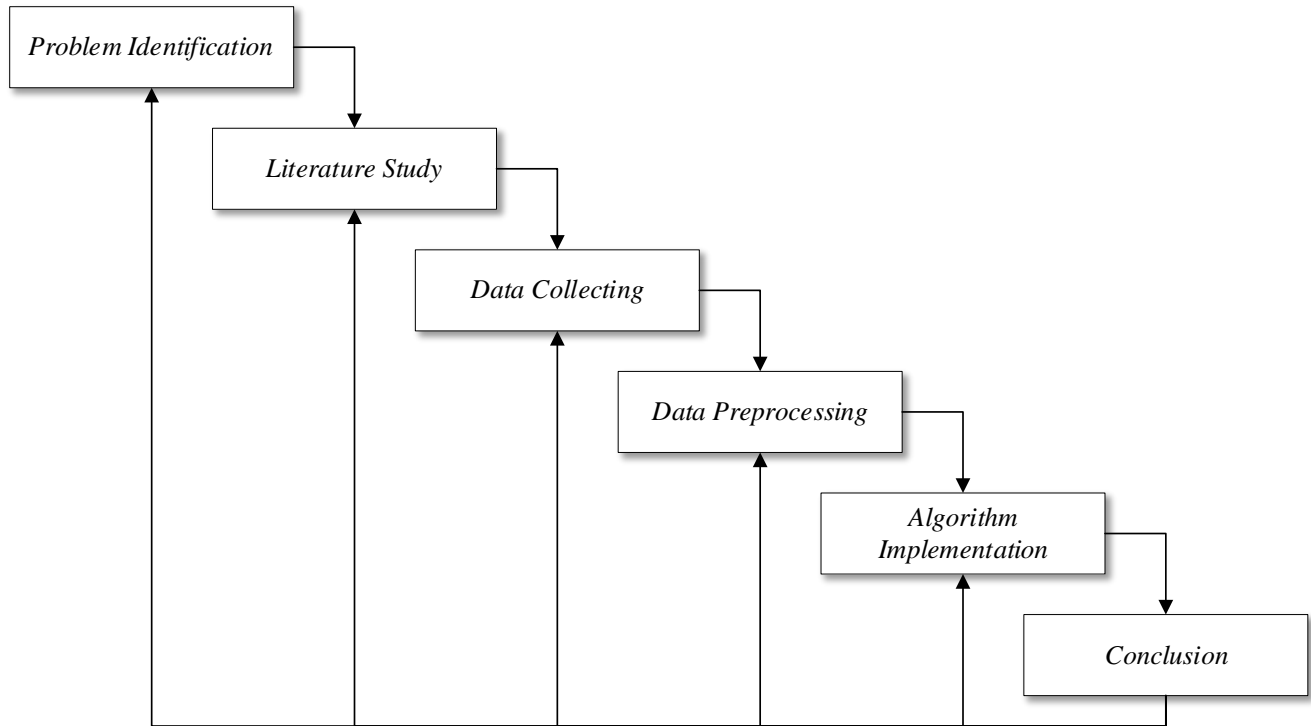 Problem Identification
Literature Study
Data Collecting
Data Preprocessing
Algorithm
Implementation
Conclusion